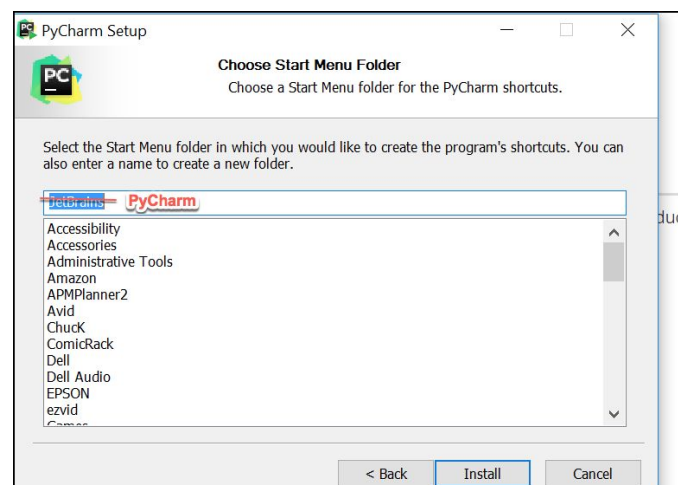 PyCharm Setup
PC
Choose Start Menu Folder
Choose a Start Menu folder for the PyCharm shortcuts.
Select the Start Menu folder in which you would like to create the program's shortcuts. You can
also enter a name to create a new folder.
JetBrains PyCharm
Accessibility
Accessories
Administrative Tools
Amazon
APMPlanner2
Avid
ChucK
ComicRack
Dell
Dell Audio
EPSON
ezvid
Games
< Back Install Cancel